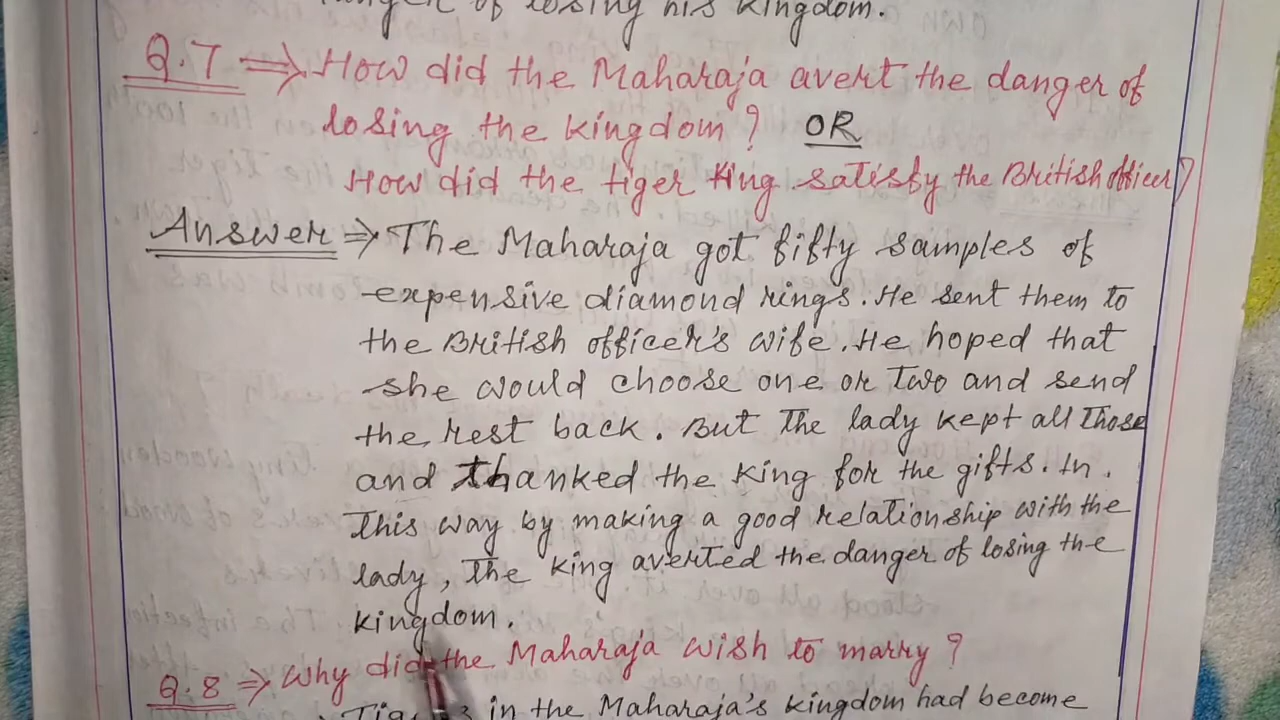 danger of losing his kingdom.
Q.7 ⇒ How did the Maharaja avert the danger of
losing the kingdom? OR
How did the tiger king satisfy the British officer?
Answer ⇒ The Maharaja got fifty samples of
expensive diamond rings. He sent them to
the British officer's wife. He hoped that
she would choose one or two and send
the rest back. But the lady kept all those
and thanked the king for the gifts. In
this way by making a good relationship with the
lady, the king averted the danger of losing the
kingdom.
Q.8 ⇒ Why did the Maharaja wish to marry?
in the Maharaja's kingdom had become